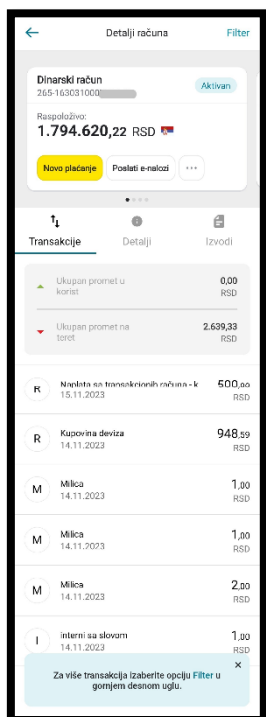 Detalji računa
Filter
Dinarski račun
265-163031000
Aktivan
Raspoloživo:
1.794.620,22 RSD
Novo plaćanje
Poslati e-nalozi
Transakcije
Detalji
Izvodi
Ukupan promet u
korist
0,00
RSD
Ukupan promet na
teret
2.639,33
RSD
R
Naplata sa transakcionih računa - k
500,00
15.11.2023
RSD
R
Kupovina deviza
948,59
14.11.2023
RSD
M
Milica
1,00
14.11.2023
RSD
M
Milica
1,00
14.11.2023
RSD
M
Milica
2,00
14.11.2023
RSD
I
interni sa slovom
1,00
14.11.2023
RSD
Za više transakcija izaberite opciju Filter u
gornjem desnom uglu.